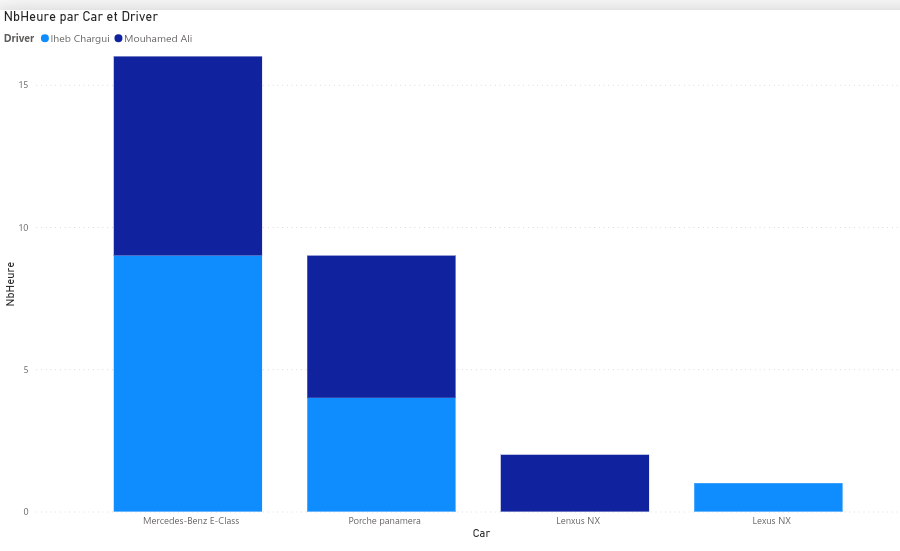 NbHeure par Car et Driver
Driver Iheb Chargui Mouhamed Ali
15
10
5
0
NbHeure
Mercedes-Benz E-Class Porche panamera Lenxus NX Lexus NX
Car